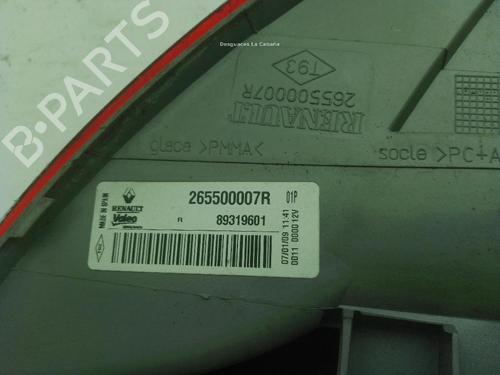 Desguaces La Cabaña
T93
265500007R
RENAULT
glace >PMMA<
socle >PC+A
MADE IN SPAIN
RENAULT
Valeo
265500007R 01P
R 89319601
07/01/09 11:41
0011 0000 12V
B-Parts